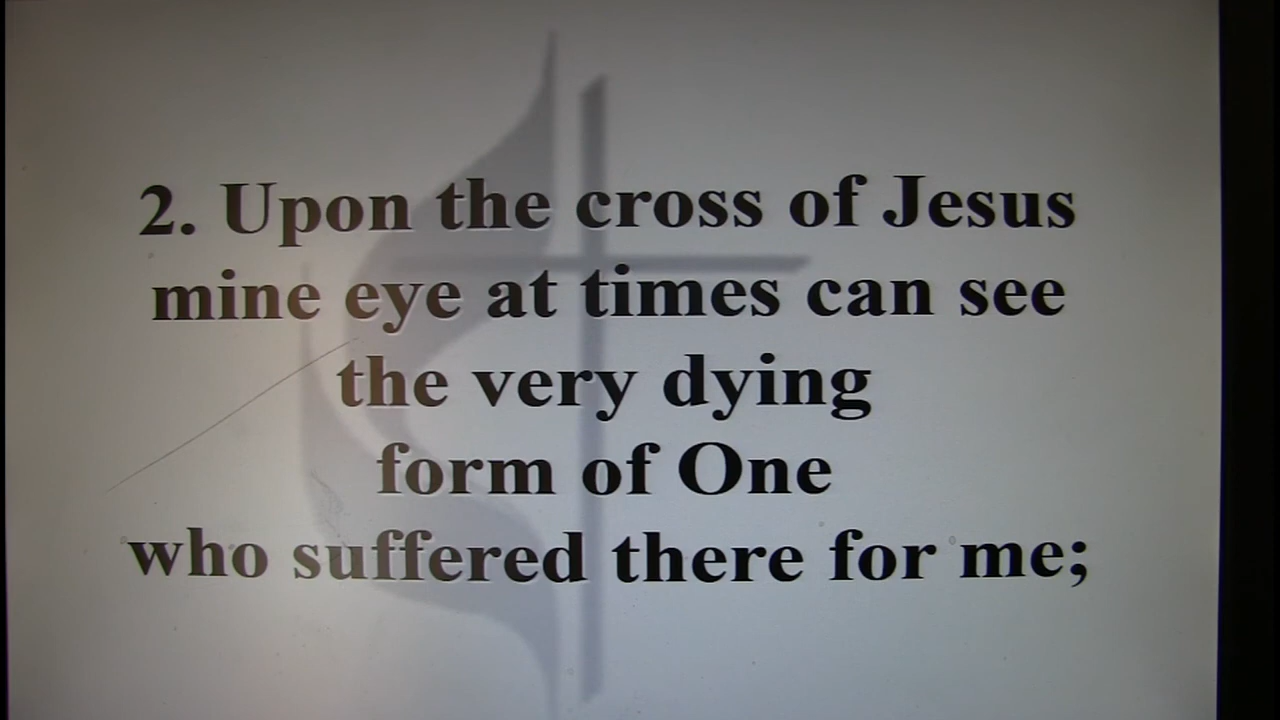 2. Upon the cross of Jesus
mine eye at times can see
the very dying
form of One
who suffered there for me;